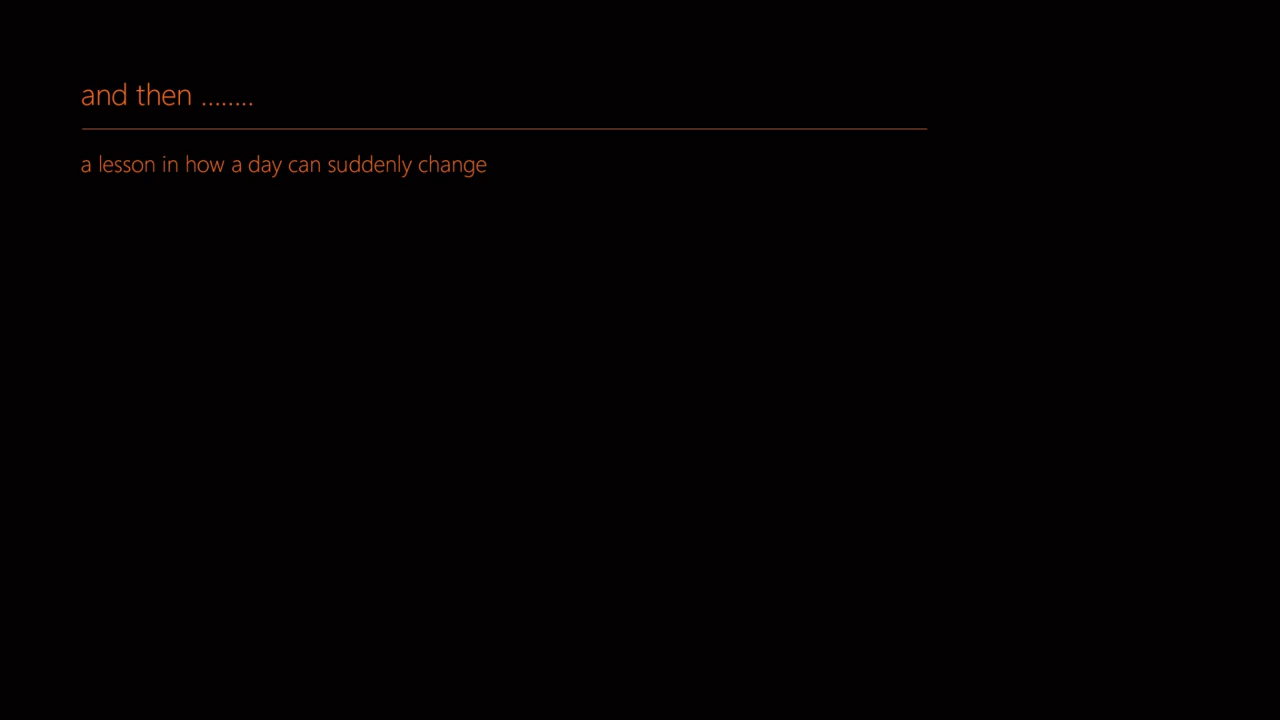 and then ........
a lesson in how a day can suddenly change